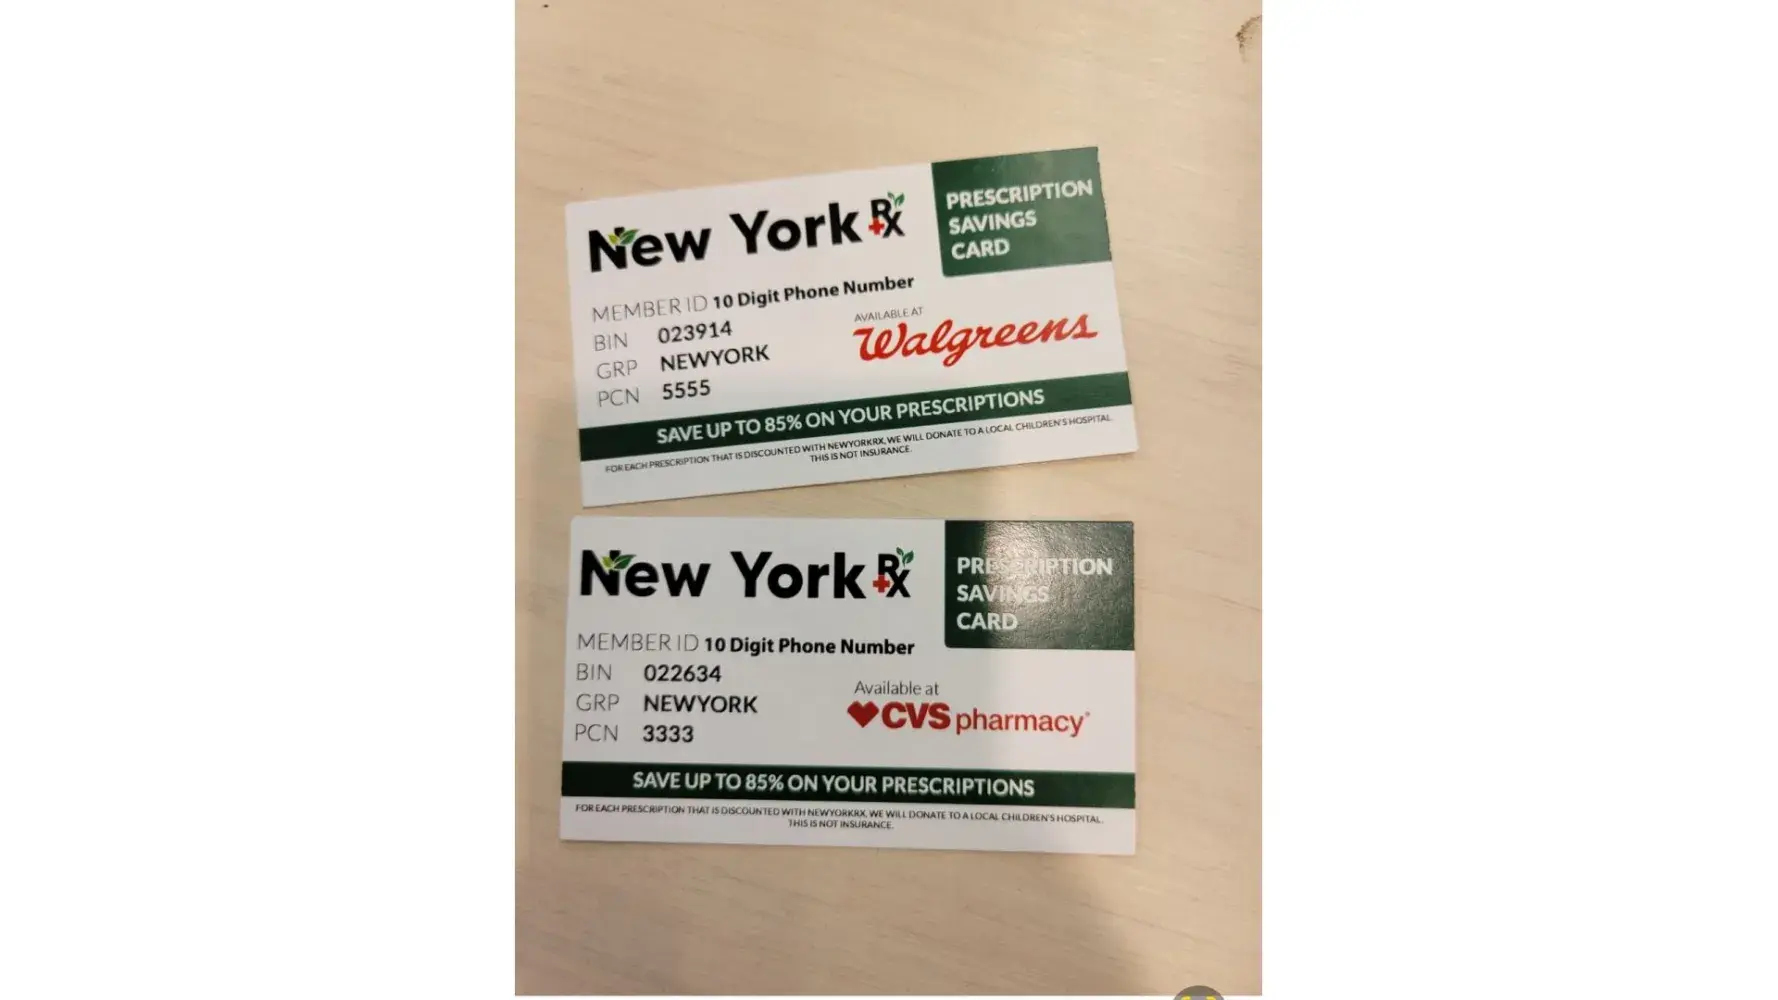 New York Rx
PRESCRIPTION
SAVINGS
CARD
MEMBER ID 10 Digit Phone Number
BIN 023914
GRP NEWYORK
PCN 5555
AVAILABLE AT
Walgreens
SAVE UP TO 85% ON YOUR PRESCRIPTIONS
FOR EACH PRESCRIPTION THAT IS DISCOUNTED WITH NEWYORKRX, WE WILL DONATE TO A LOCAL CHILDREN'S HOSPITAL.
THIS IS NOT INSURANCE.
New York Rx
PRESCRIPTION
SAVINGS
CARD
MEMBER ID 10 Digit Phone Number
BIN 022634
GRP NEWYORK
PCN 3333
Available at
CVS pharmacy®
SAVE UP TO 85% ON YOUR PRESCRIPTIONS
FOR EACH PRESCRIPTION THAT IS DISCOUNTED WITH NEWYORKRX, WE WILL DONATE TO A LOCAL CHILDREN'S HOSPITAL.
THIS IS NOT INSURANCE.